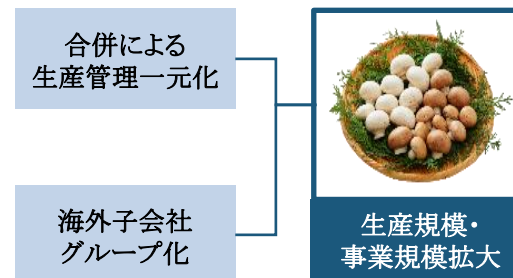 合併による
生産管理一元化
海外子会社
グループ化
生産規模・
事業規模拡大